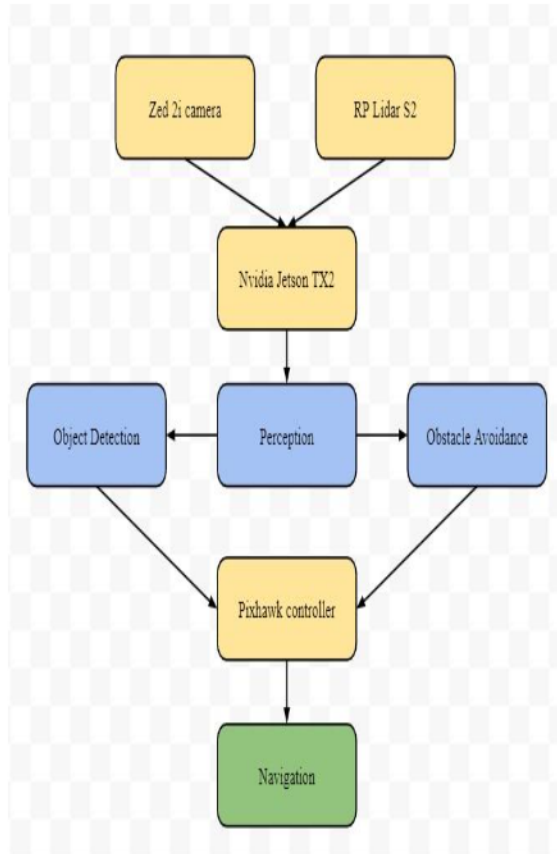 Zed 2i camera
RP Lidar S2
Nvidia Jetson TX2
Object Detection
Perception
Obstacle Avoidance
Pixhawk controller
Navigation